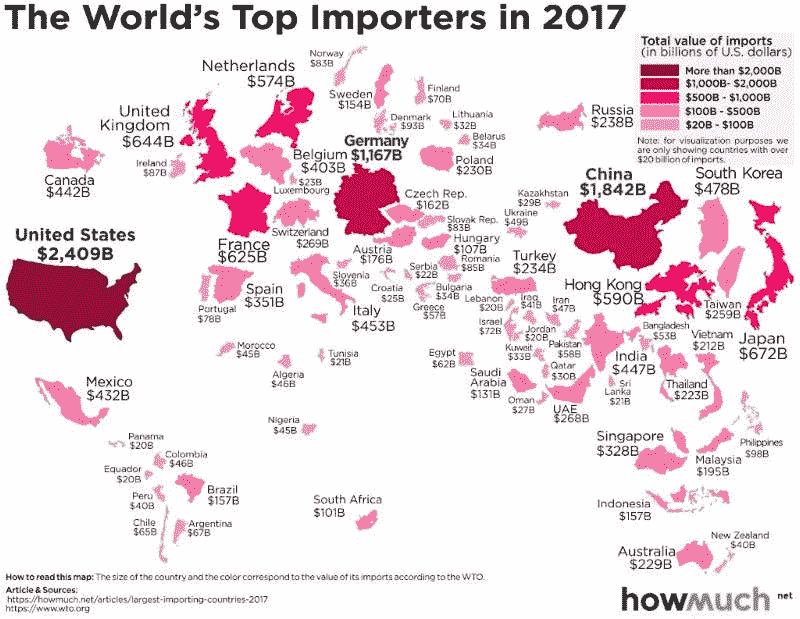 The World's Top Importers in 2017
Total value of imports
(in billions of U.S. dollars)
More than $2,000B
$1,000B- $2,000B
$500B - $1,000B
$100B - $500B
$20B - $100B
Note: for visualization purposes we
are only showing countries with over
$20 billion of imports.
Norway
$83B
Netherlands
$574B
Sweden
$154B
Finland
$70B
Denmark
$93B
Lithuania
$32B
Belarus
$34B
Russia
$238B
United
Kingdom
$644B
Ireland
$87B
Canada
$442B
Belgium
$403B
$23B
Luxembourg
Germany
$1,167B
Poland
$230B
Czech Rep.
$162B
Kazakhstan
$29B
Ukraine
$49B
China
$1,842B
South Korea
$478B
United States
$2,409B
France
$625B
Switzerland
$269B
Austria
$176B
Slovak Rep.
$83B
Hungary
$107B
Romania
$85B
Turkey
$234B
Hong Kong
$590B
Taiwan
$259B
Japan
$672B
Portugal
$78B
Spain
$351B
Italy
$453B
Slovenia
$36B
Croatia
$25B
Serbia
$22B
Bulgaria
$34B
Greece
$57B
Lebanon
$20B
Iraq
$41B
Iran
$47B
Israel
$72B
Jordan
$20B
Kuwait
$33B
Pakistan
$58B
Qatar
$30B
India
$447B
Bangladesh
$53B
Vietnam
$212B
Morocco
$45B
Algeria
$46B
Tunisia
$21B
Egypt
$62B
Saudi
Arabia
$131B
Oman
$27B
UAE
$268B
Sri
Lanka
$21B
Thailand
$223B
Mexico
$432B
Nigeria
$45B
Singapore
$328B
Malaysia
$195B
Philippines
$98B
Panama
$20B
Colombia
$46B
Equador
$20B
Peru
$40B
Brazil
$157B
Chile
$65B
Argentina
$67B
South Africa
$101B
Indonesia
$157B
Australia
$229B
New Zealand
$40B
How to read this map: The size of the country and the color correspond to the value of its imports according to the WTO.
Article & Sources:
https://howmuch.net/articles/largest-importing-countries-2017
https://www.wto.org
howmuch.net